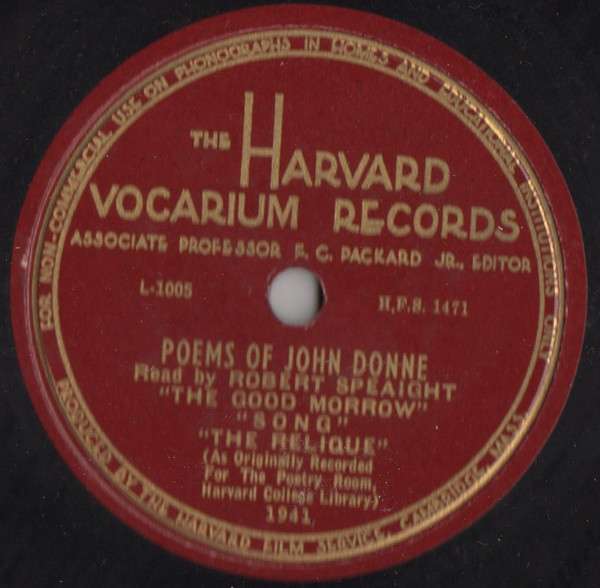 FOR NON-COMMERCIAL USE ON PHONOGRAPHS IN HOMES AND EDUCATIONAL INSTITUTIONS ONLY
THE HARVARD
VOCARIUM RECORDS
ASSOCIATE PROFESSOR F. C. PACKARD JR., EDITOR
L-1005
H.F.S. 1471
POEMS OF JOHN DONNE
Read by ROBERT SPEAIGHT
"THE GOOD MORROW"
"SONG"
"THE RELIQUE"
(As Originally Recorded
For The Poetry Room,
Harvard College Library)
1941
PRODUCED BY THE HARVARD FILM SERVICE, CAMBRIDGE, MASS.